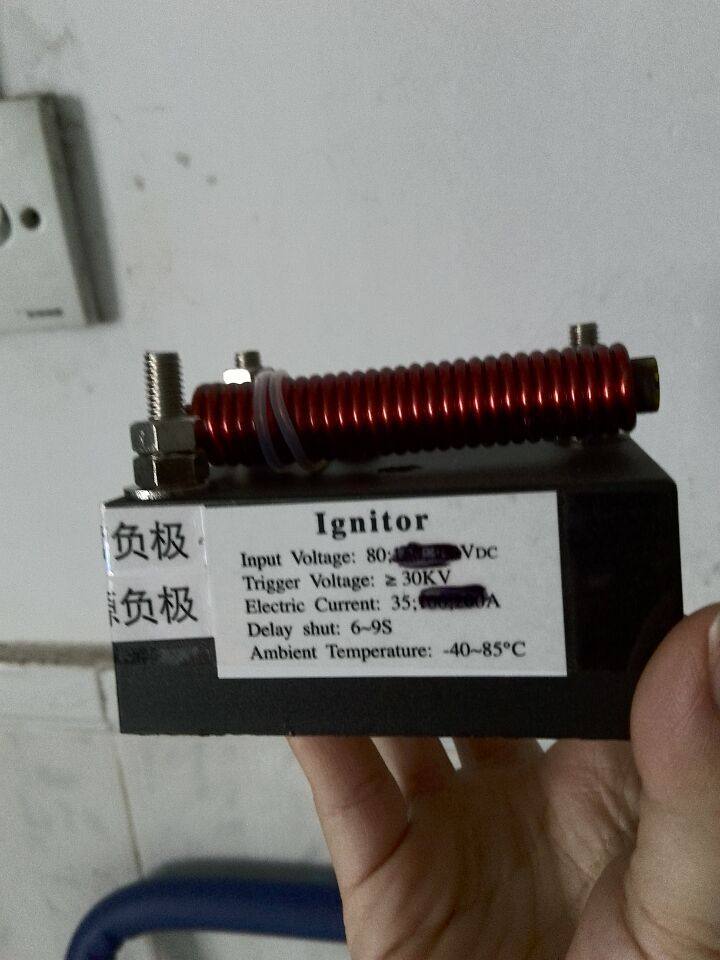 Ignitor
负极
Input Voltage: 80; VDC
Trigger Voltage: ≥ 30KV
负极
Electric Current: 35; A
Delay shut: 6~9S
Ambient Temperature: -40~85°C